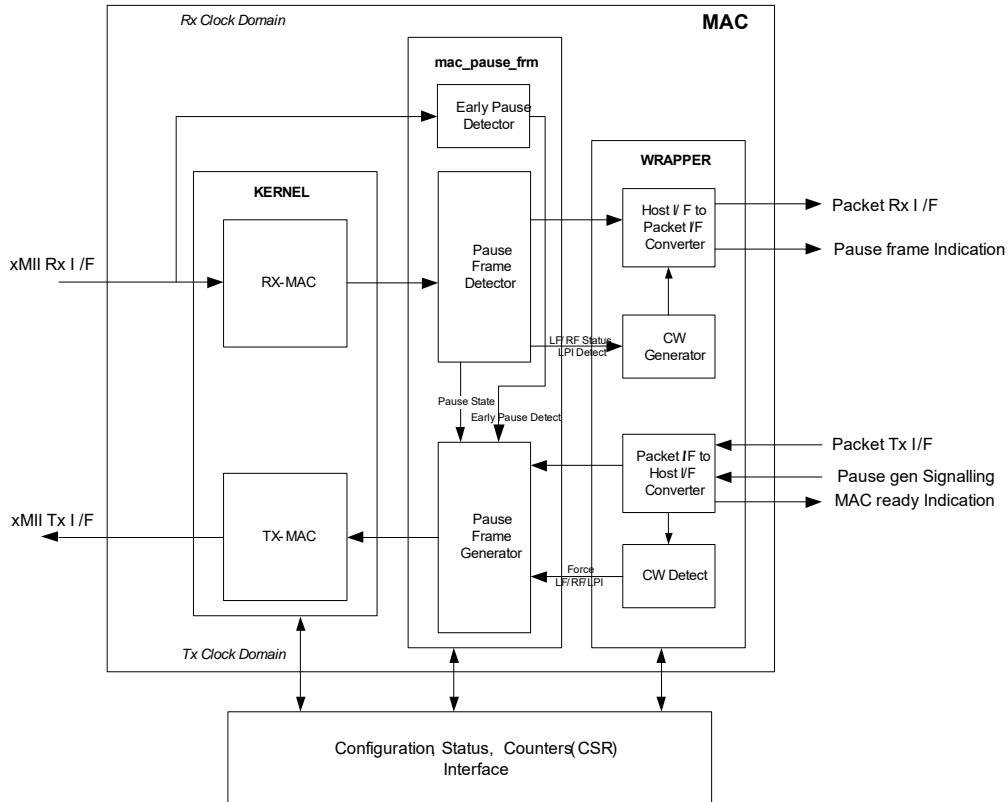 Rx Clock Domain
MAC
mac_pause_frm
Early Pause
Detector
WRAPPER
KERNEL
Host I/ F to
Packet I/F
Converter
Packet Rx I /F
Pause frame Indication
xMII Rx I /F
RX-MAC
Pause
Frame
Detector
LF/ RF Status
LPI Detect
CW
Generator
Pause State
Early Pause Detect
Packet I/F to
Host I/F
Converter
Packet Tx I/F
Pause gen Signalling
MAC ready Indication
xMII Tx I /F
TX-MAC
Pause
Frame
Generator
Force
LF/RF/LPI
CW Detect
Tx Clock Domain
Configuration, Status, Counters(CSR)
Interface